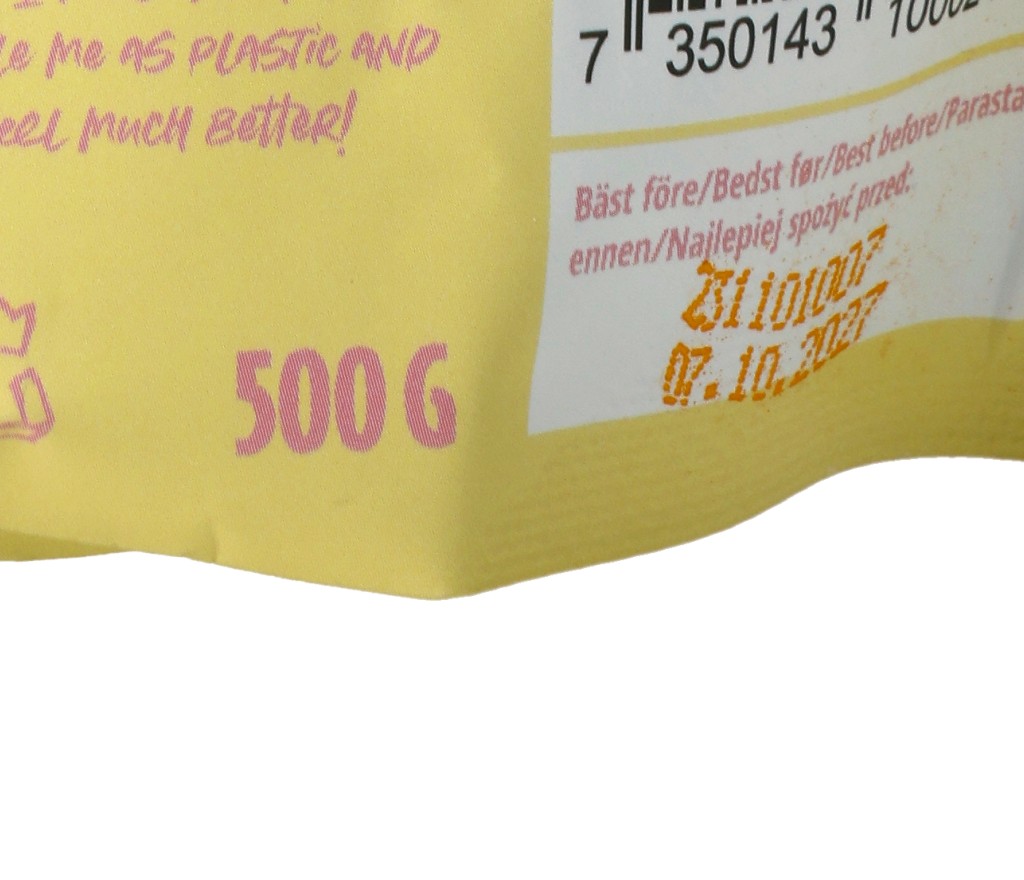 ME AS PLASTIC AND
MUCH BETTER!
500 G
7 350143
Bäst före/Bedst før/Best before/Parasta
ennen/Najlepiej spożyć przed:
07.10.2027